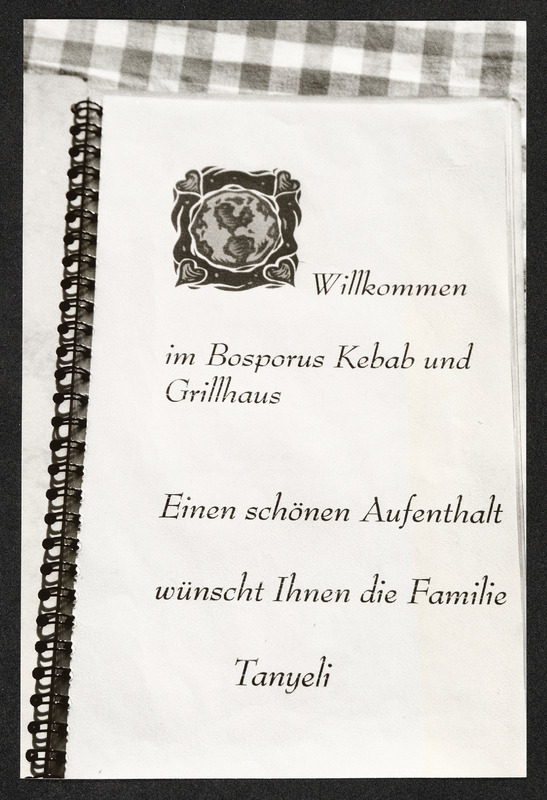 Willkommen
im Bosporus Kebab und
Grillhaus
Einen schönen Aufenthalt
wünscht Ihnen die Familie
Tanyeli